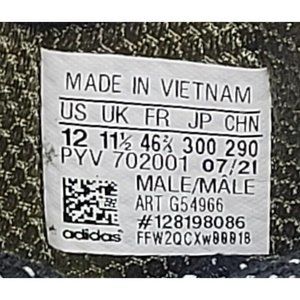 MADE IN VIETNAM
US UK FR JP CHN
12 11½ 46⅔ 300 290
PYV 702001 07/21
MALE/MÂLE
ART G54966
#128198086
adidas FFW2QCXW00018